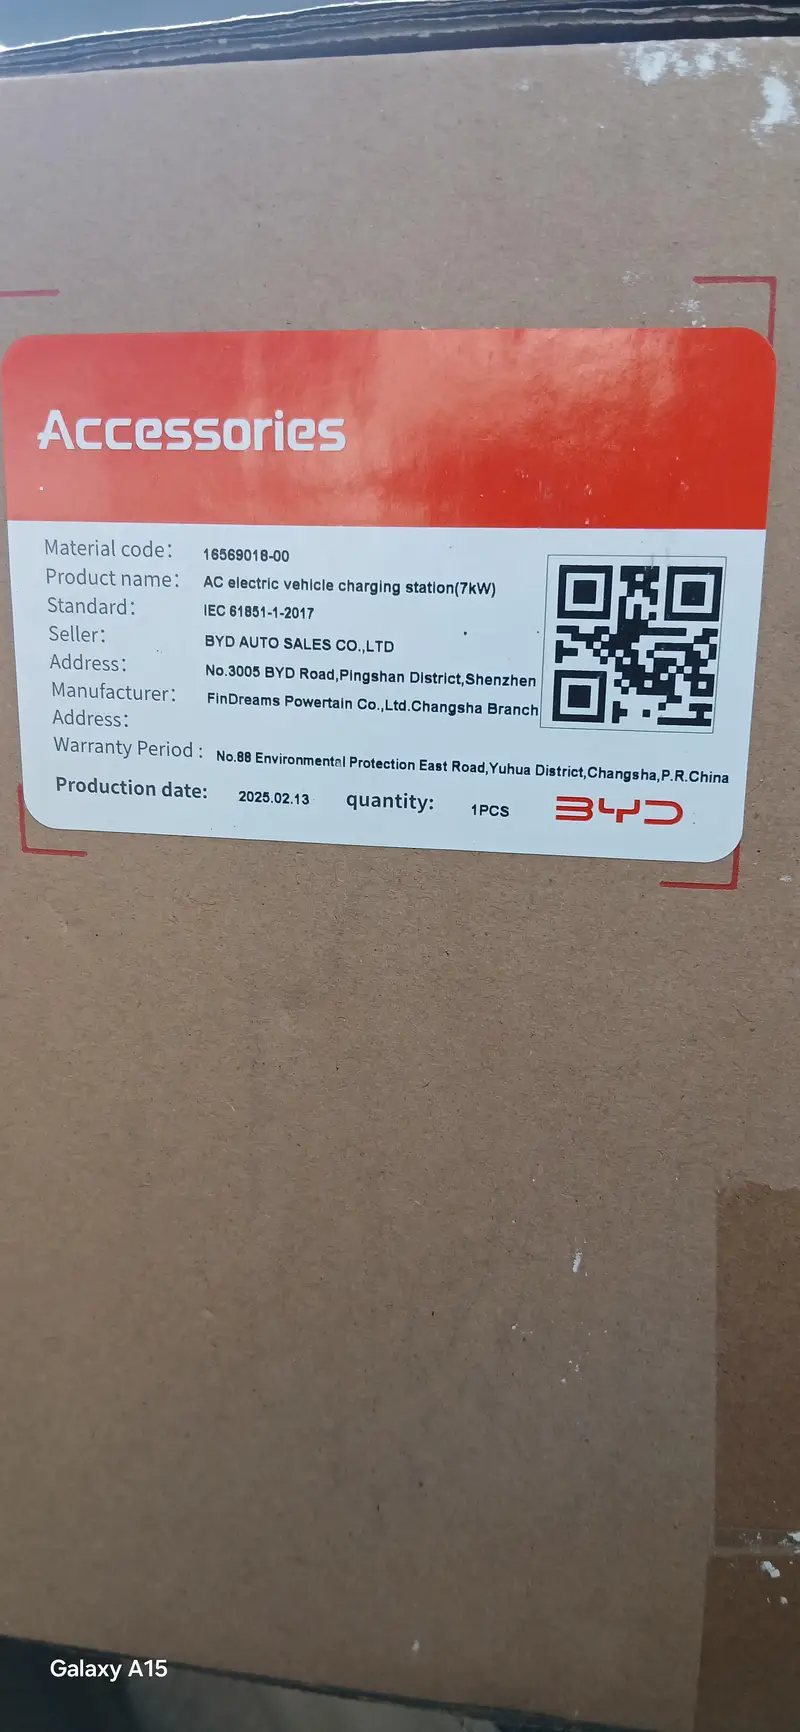 Accessories
Material code: 16569018-00
Product name: AC electric vehicle charging station(7kW)
Standard: IEC 61851-1-2017
Seller: BYD AUTO SALES CO.,LTD
Address: No.3005 BYD Road,Pingshan District,Shenzhen
Manufacturer: FinDreams Powertain Co.,Ltd.Changsha Branch
Address:
Warranty Period : No.88 Environmental Protection East Road,Yuhua District,Changsha,P.R.China
Production date: 2025.02.13 quantity: 1PCS BYD
Galaxy A15